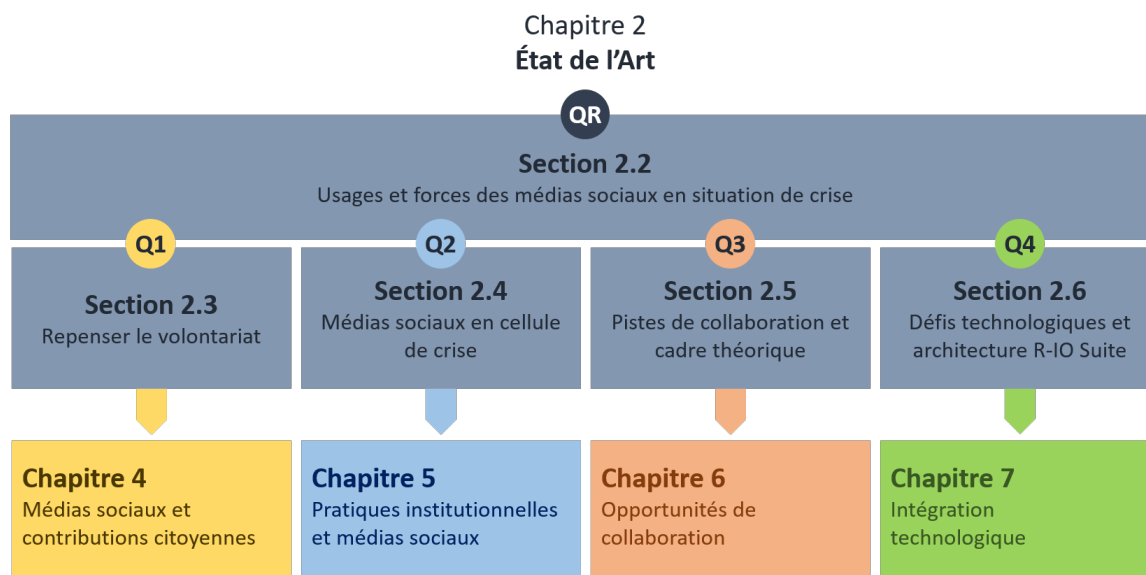 Chapitre 2
État de l’Art
QR
Section 2.2
Usages et forces des médias sociaux en situation de crise
Q1
Section 2.3
Repenser le volontariat
Q2
Section 2.4
Médias sociaux en cellule
de crise
Q3
Section 2.5
Pistes de collaboration et
cadre théorique
Q4
Section 2.6
Défis technologiques et
architecture R-IO Suite
Chapitre 4
Médias sociaux et
contributions citoyennes
Chapitre 5
Pratiques institutionnelles
et médias sociaux
Chapitre 6
Opportunités de
collaboration
Chapitre 7
Intégration
technologique